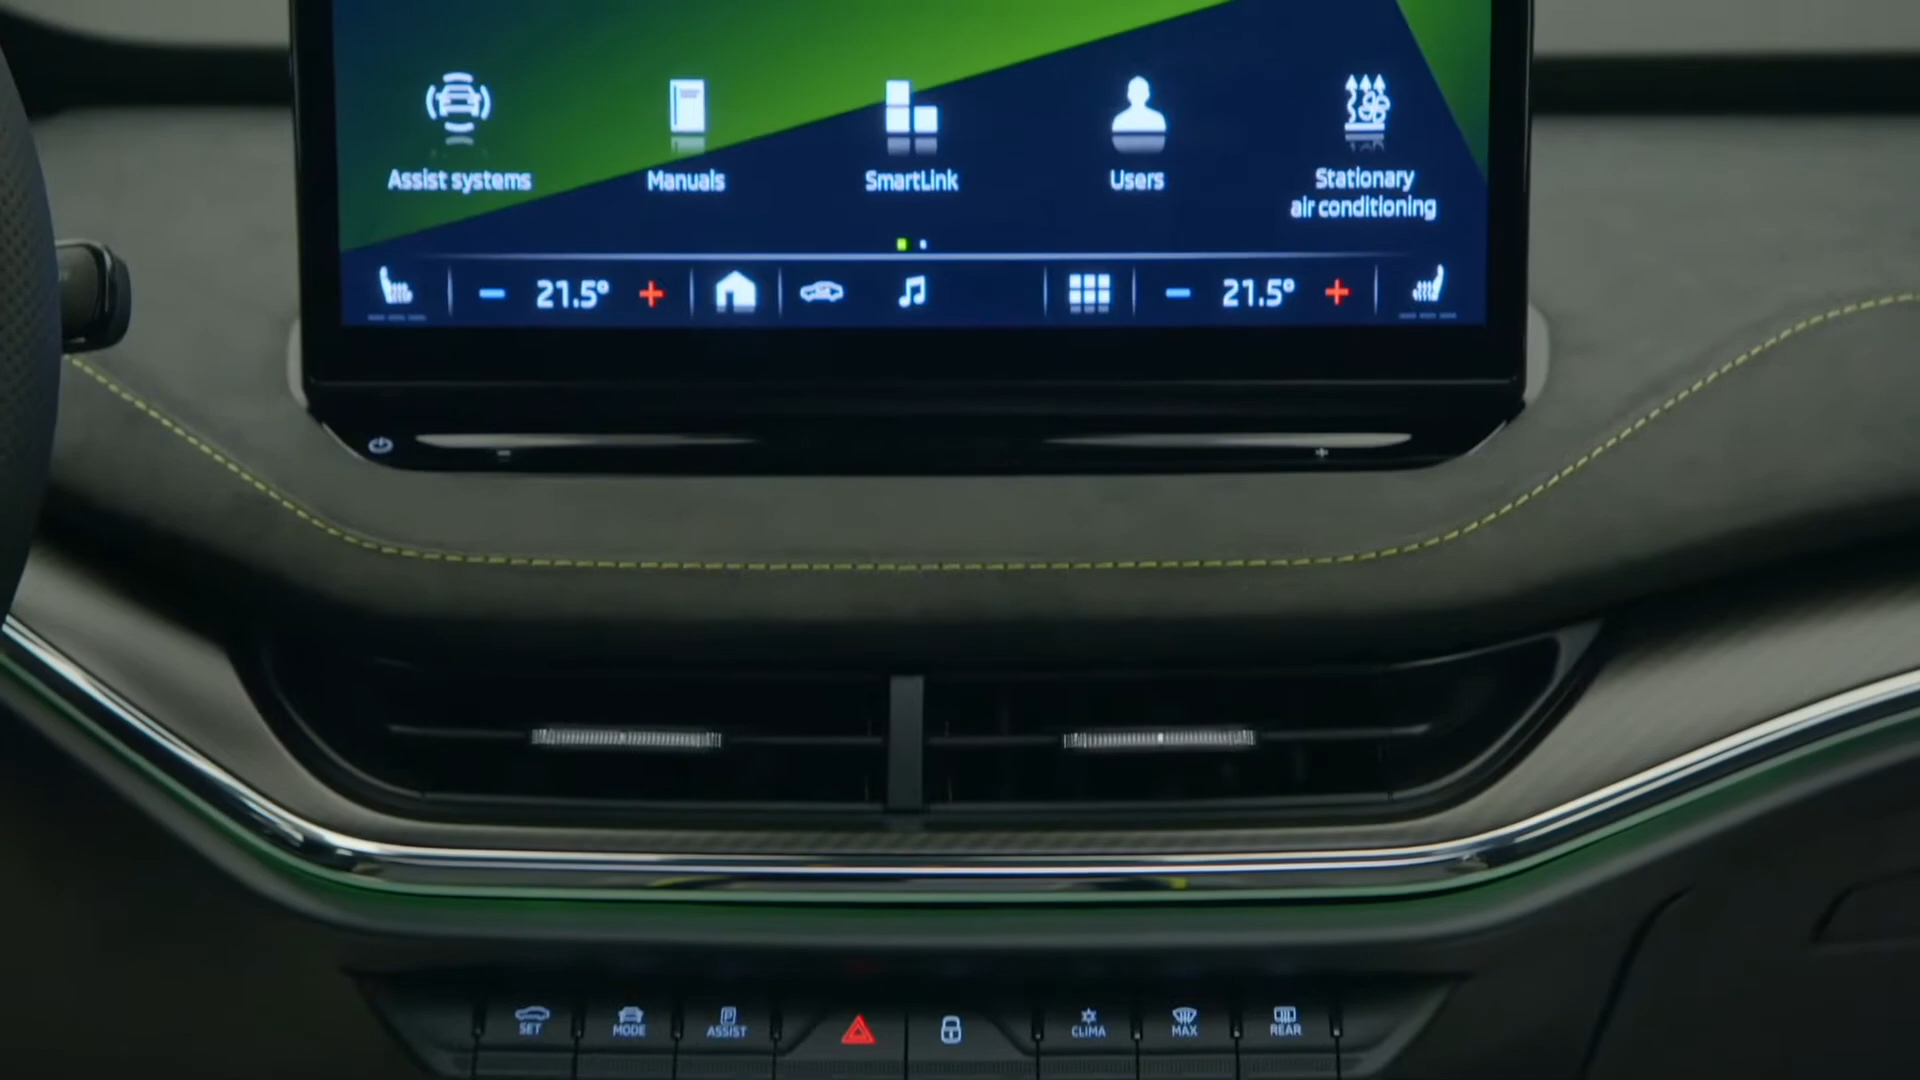 Assist systems
Manuals
SmartLink
Users
Stationary
air conditioning
− 21.5° +
− 21.5° +
− +
SET
MODE
P
ASSIST
CLIMA
MAX
REAR